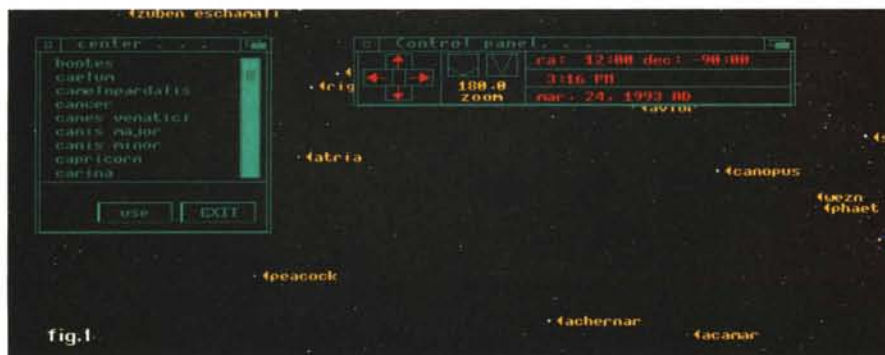 zuben eschamali
center . . .
bootes
caelum
camelopardalis
cancer
canes venatici
canis major
canis minor
capricorn
carina
use
EXIT
Control panel. . .
180.0
zoom
ra: 12:00 dec: -90:00
3:16 PM
mar. 24, 1993 AD
rig
avior
atria
canopus
wezn
phaet
peacock
achernar
acamar
fig.1